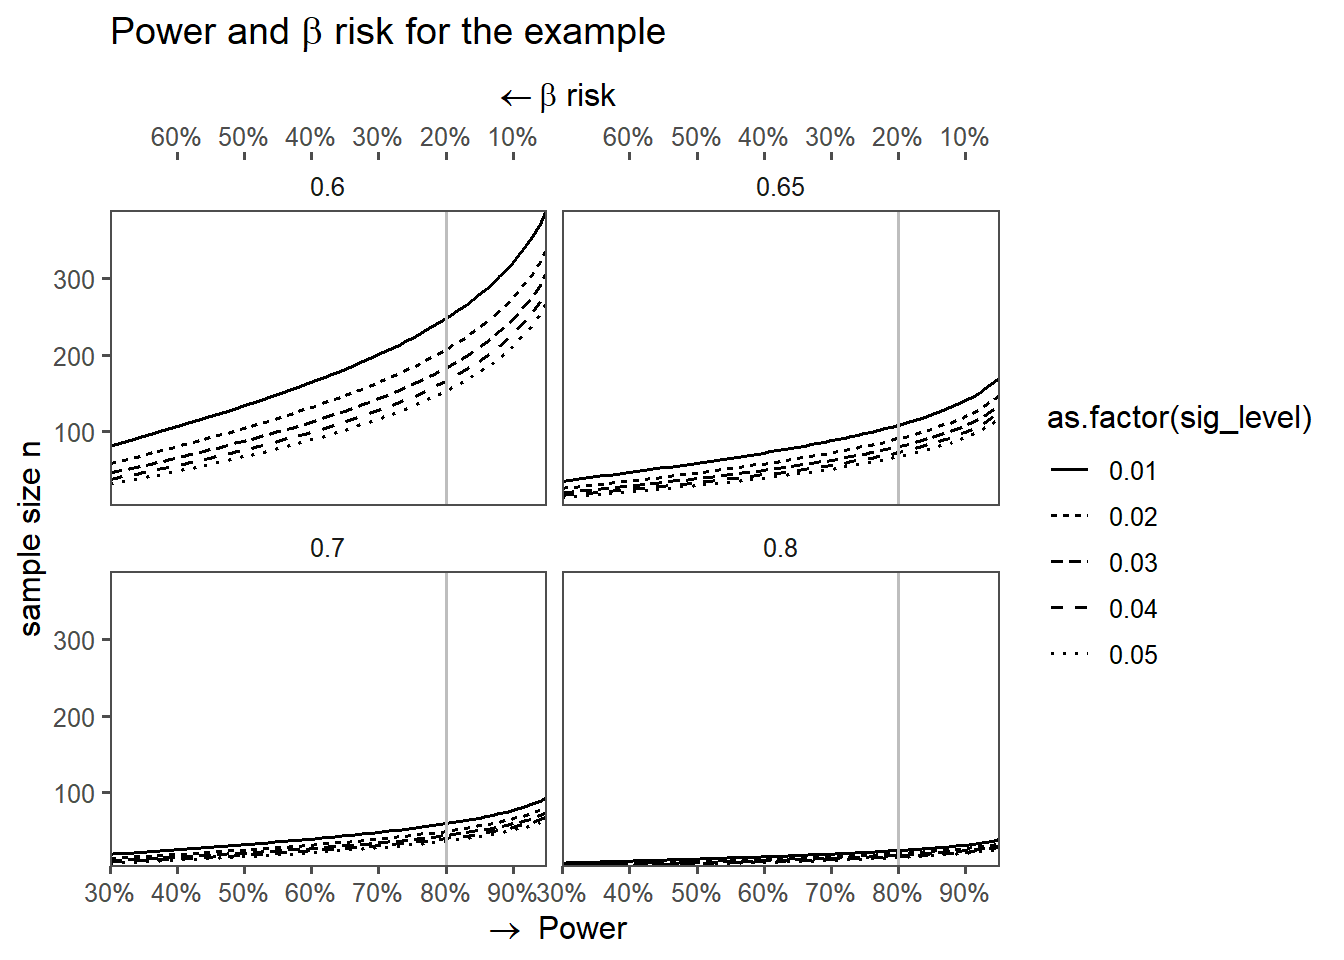 Power and β risk for the example
← β risk
60% 50% 40% 30% 20% 10% 60% 50% 40% 30% 20% 10%
0.6 0.65
300
200
100
0.7 0.8
300
200
100
sample size n
30% 40% 50% 60% 70% 80% 90% 30% 40% 50% 60% 70% 80% 90%
→ Power
as.factor(sig_level)
0.01
0.02
0.03
0.04
0.05